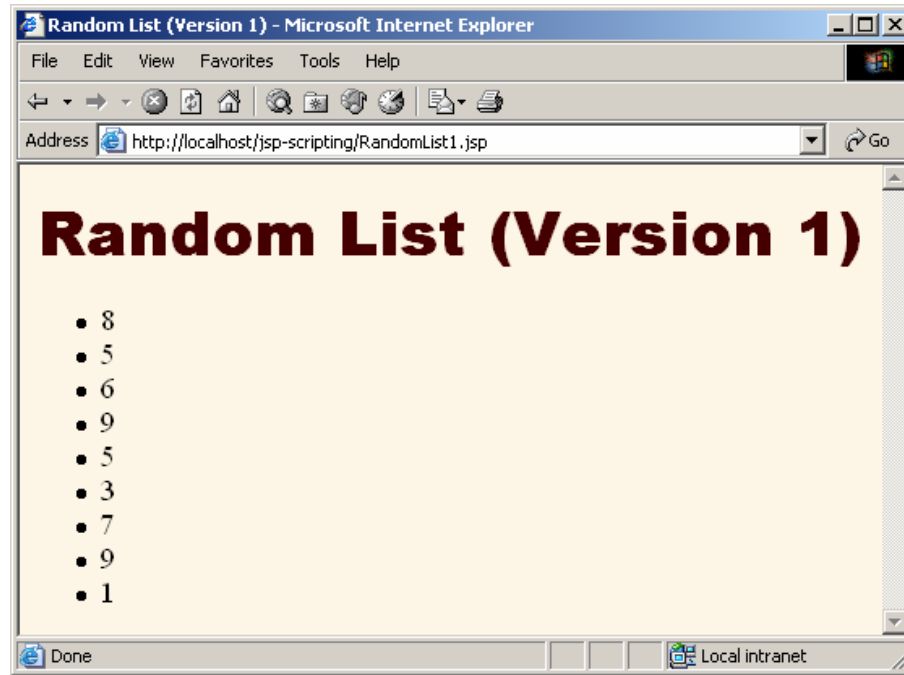 Random List (Version 1) - Microsoft Internet Explorer
File Edit View Favorites Tools Help
Address http://localhost/jsp-scripting/RandomList1.jsp Go
Random List (Version 1)
• 8
• 5
• 6
• 9
• 5
• 3
• 7
• 9
• 1
Done Local intranet